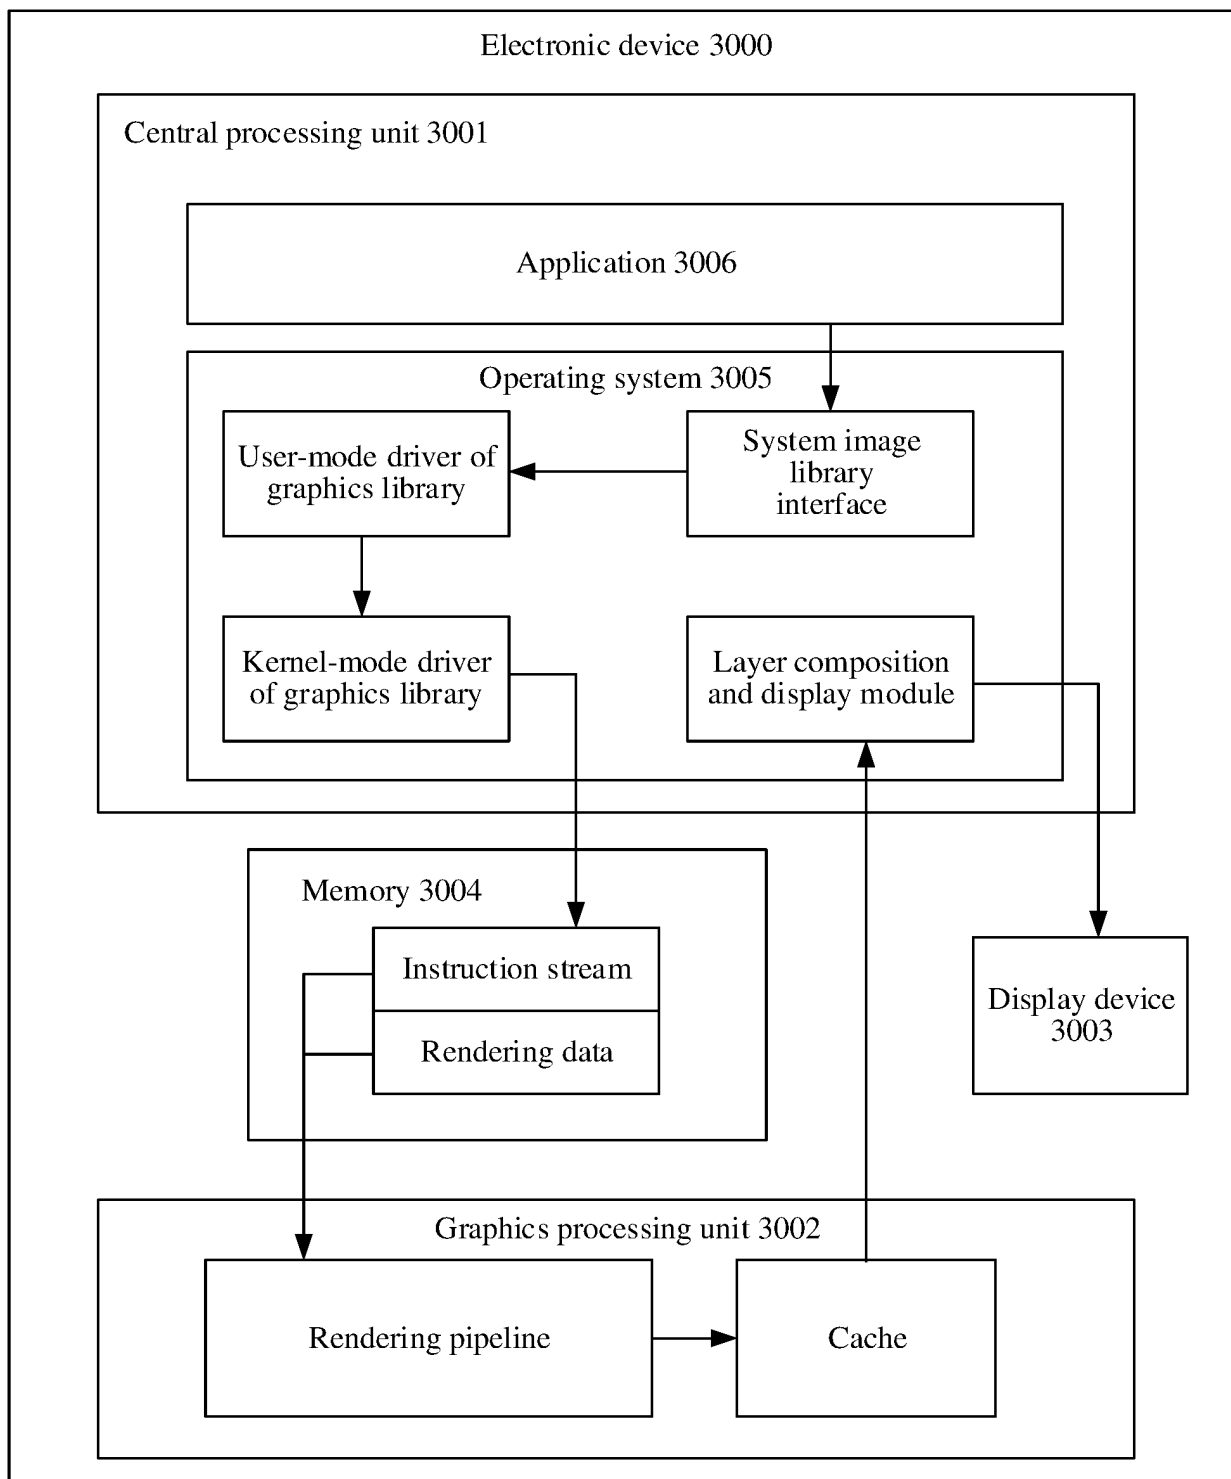 Electronic device 3000
Central processing unit 3001
Application 3006
Operating system 3005
User-mode driver of
graphics library
System image
library
interface
Kernel-mode driver
of graphics library
Layer composition
and display module
Memory 3004
Instruction stream
Rendering data
Display device
3003
Graphics processing unit 3002
Rendering pipeline
Cache